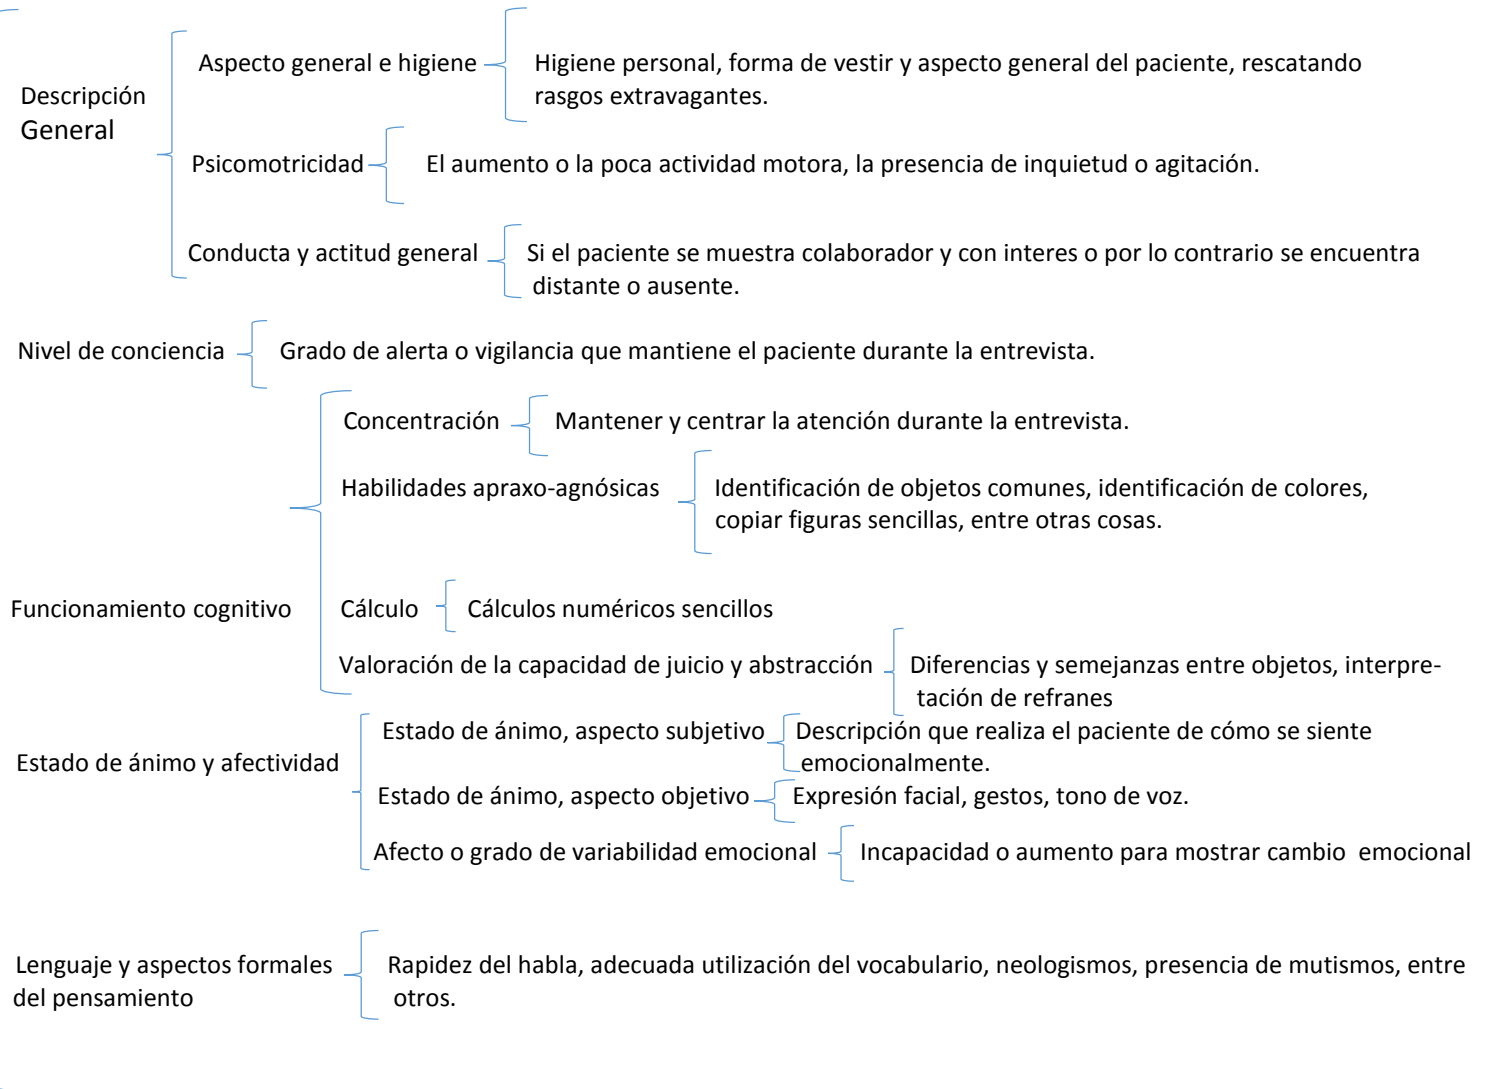 Aspecto general e higiene
Higiene personal, forma de vestir y aspecto general del paciente, rescatando
rasgos extravagantes.
Descripción
General
Psicomotricidad
El aumento o la poca actividad motora, la presencia de inquietud o agitación.
Conducta y actitud general
Si el paciente se muestra colaborador y con interes o por lo contrario se encuentra
distante o ausente.
Nivel de conciencia
Grado de alerta o vigilancia que mantiene el paciente durante la entrevista.
Concentración
Mantener y centrar la atención durante la entrevista.
Habilidades apraxo-agnósicas
Identificación de objetos comunes, identificación de colores,
copiar figuras sencillas, entre otras cosas.
Funcionamiento cognitivo
Cálculo
Cálculos numéricos sencillos
Valoración de la capacidad de juicio y abstracción
Diferencias y semejanzas entre objetos, interpre-
tación de refranes
Estado de ánimo y afectividad
Estado de ánimo, aspecto subjetivo
Descripción que realiza el paciente de cómo se siente
emocionalmente.
Estado de ánimo, aspecto objetivo
Expresión facial, gestos, tono de voz.
Afecto o grado de variabilidad emocional
Incapacidad o aumento para mostrar cambio  emocional
Lenguaje y aspectos formales
del pensamiento
Rapidez del habla, adecuada utilización del vocabulario, neologismos, presencia de mutismos, entre
otros.